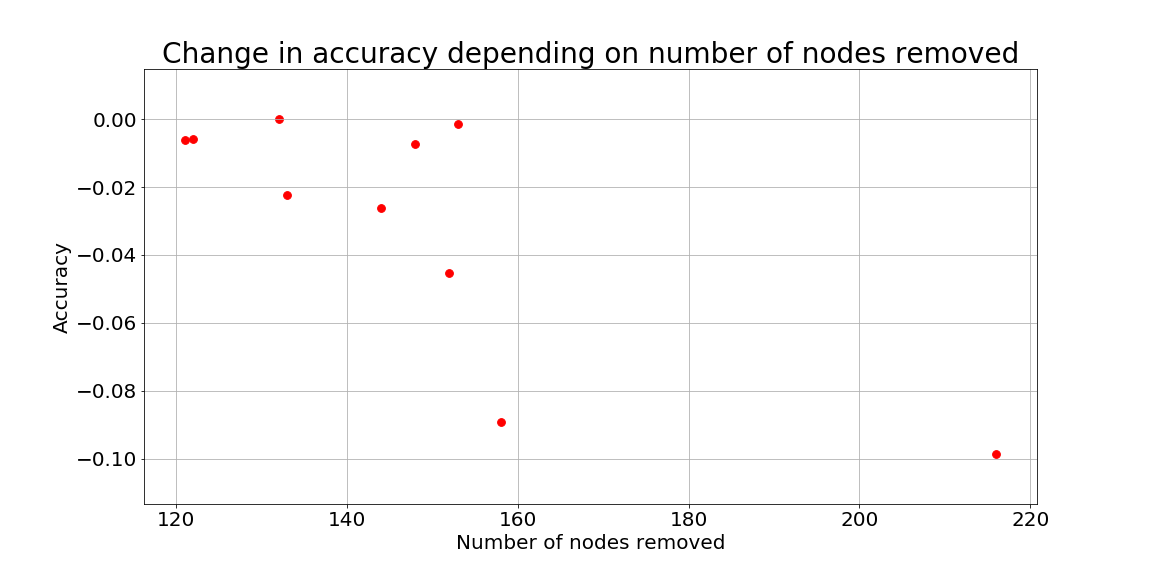 Change in accuracy depending on number of nodes removed
0.00
−0.02
−0.04
−0.06
−0.08
−0.10
Accuracy
120 140 160 180 200 220
Number of nodes removed